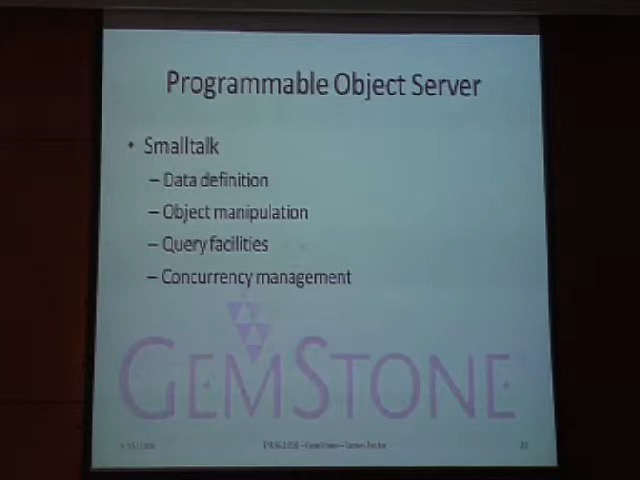 Programmable Object Server
• Smalltalk
– Data definition
– Object manipulation
– Query facilities
– Concurrency management
GEMSTONE